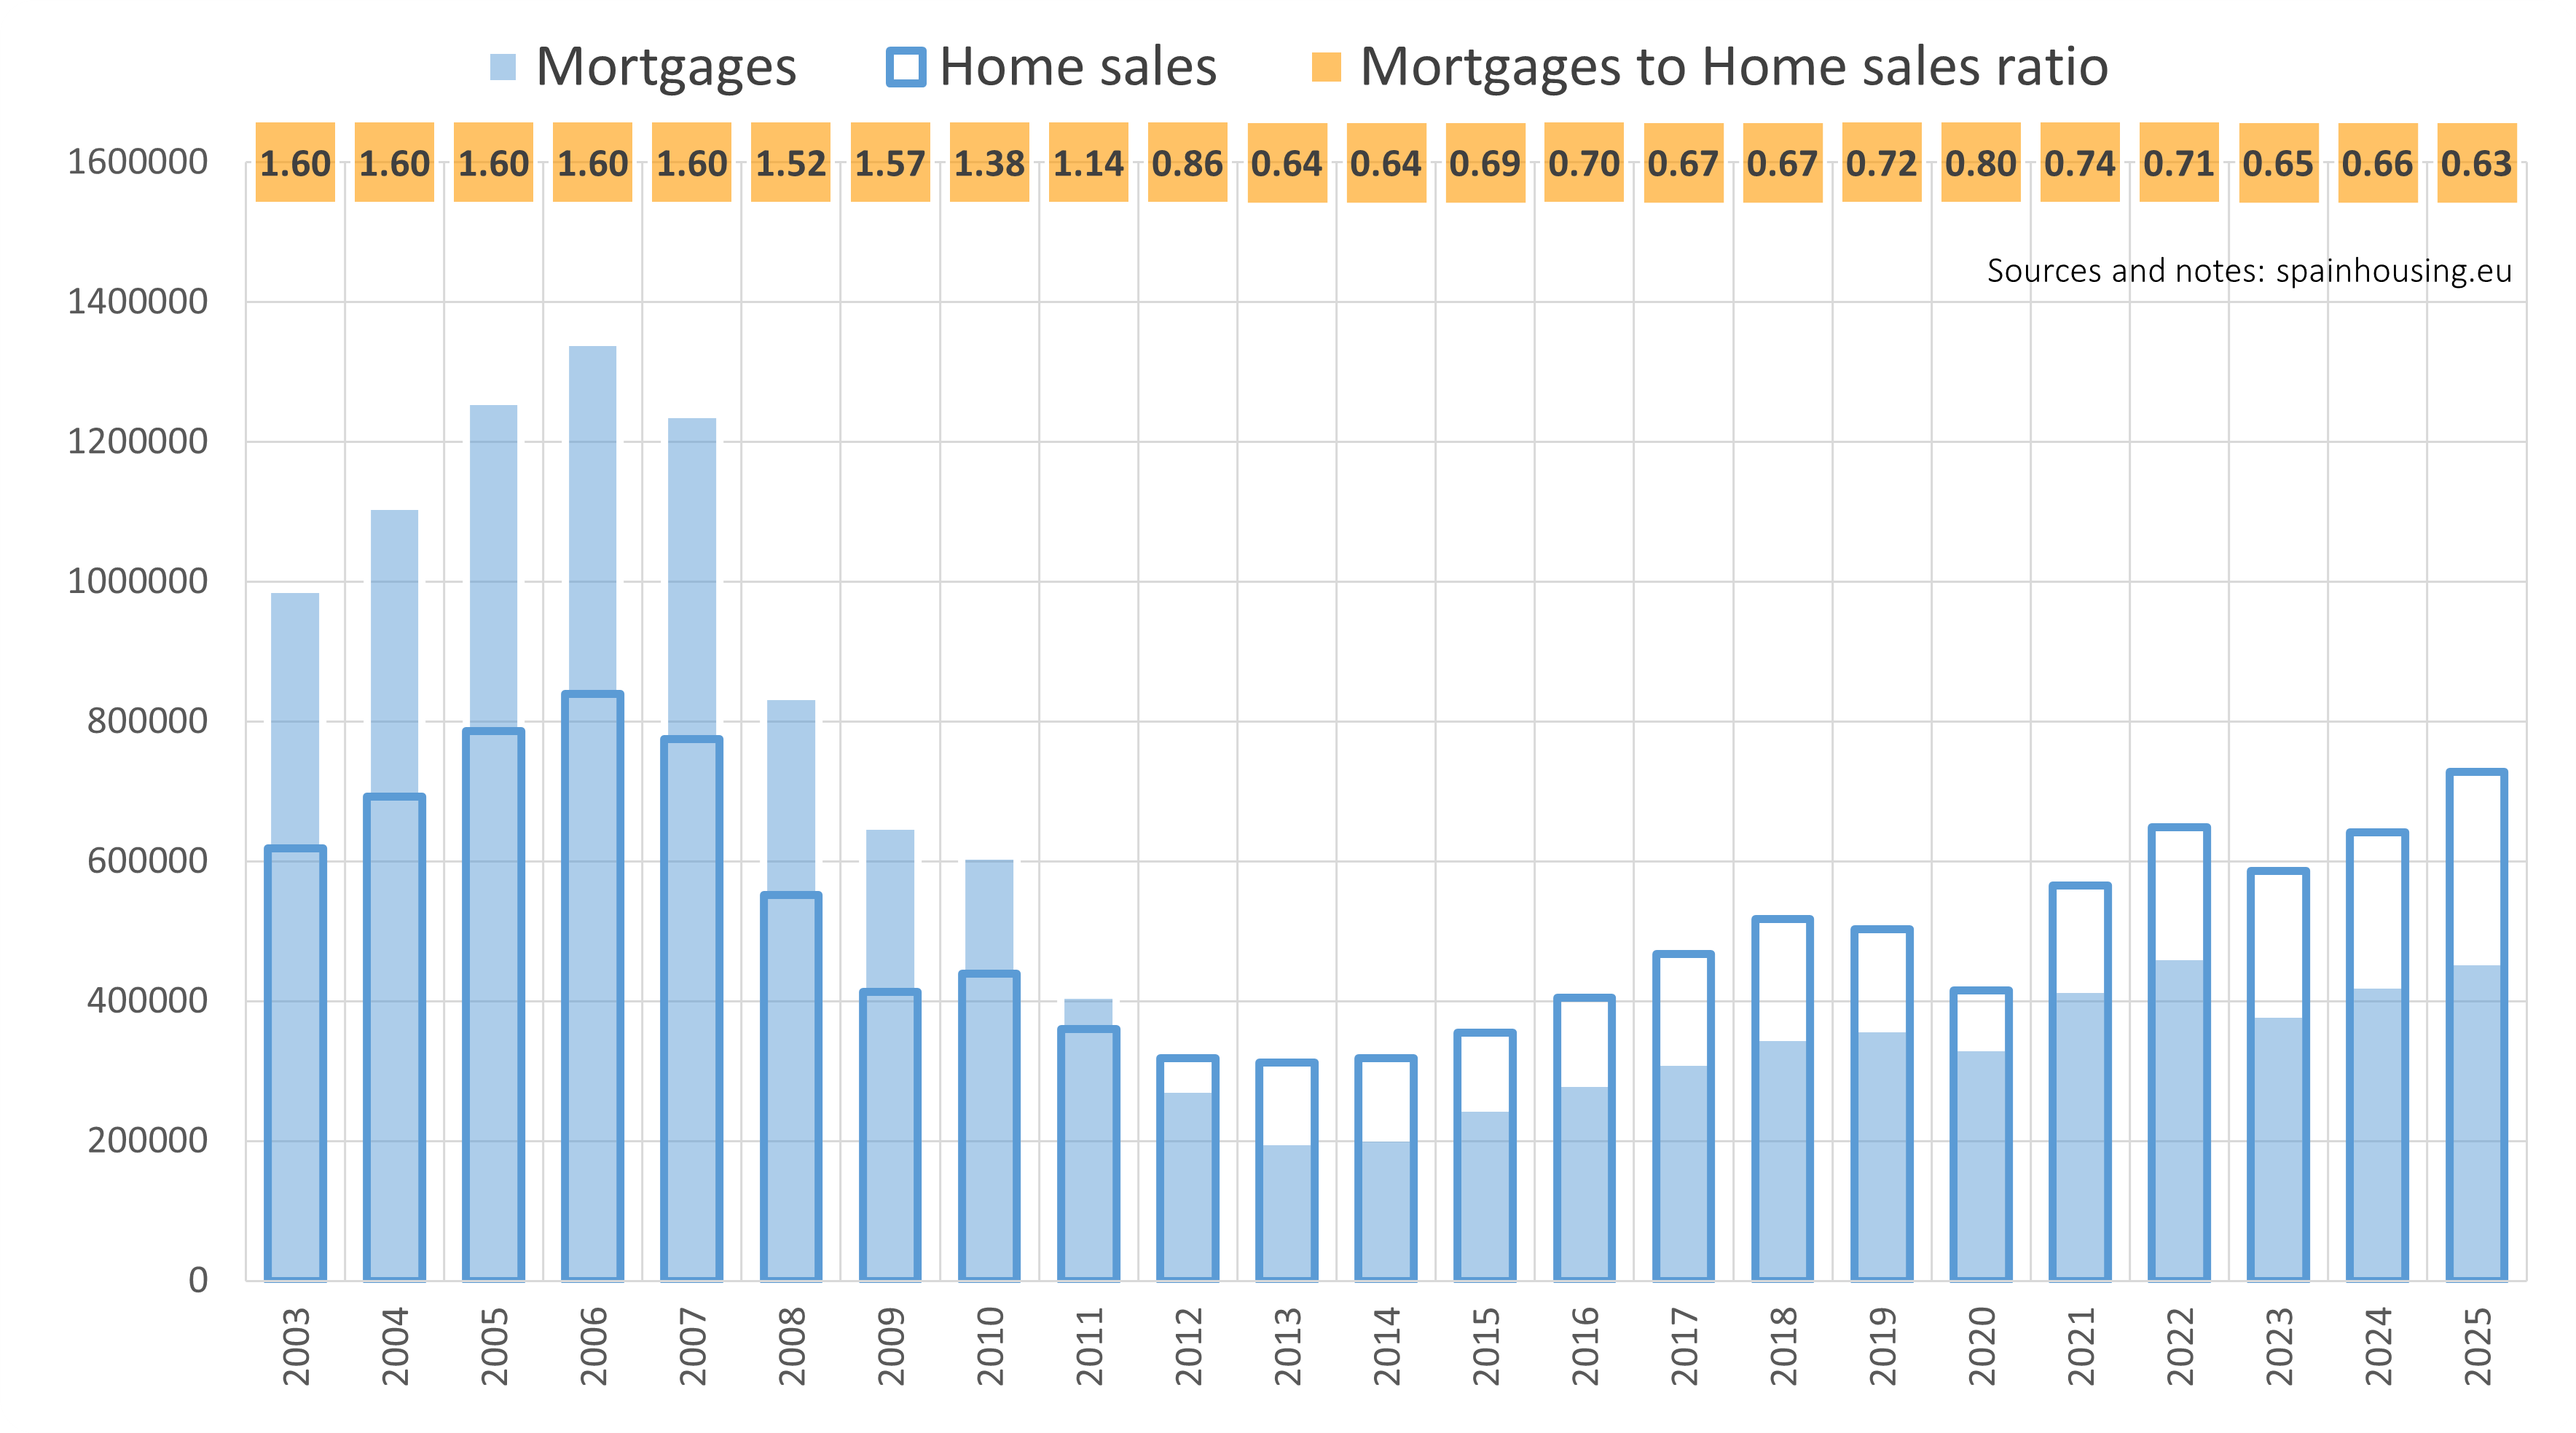 Mortgages Home sales Mortgages to Home sales ratio
1600000 1.60 1.60 1.60 1.60 1.60 1.52 1.57 1.38 1.14 0.86 0.64 0.64 0.69 0.70 0.67 0.67 0.72 0.80 0.74 0.71 0.65 0.66 0.63
Sources and notes: spainhousing.eu
1400000
1200000
1000000
800000
600000
400000
200000
0
2003 2004 2005 2006 2007 2008 2009 2010 2011 2012 2013 2014 2015 2016 2017 2018 2019 2020 2021 2022 2023 2024 2025